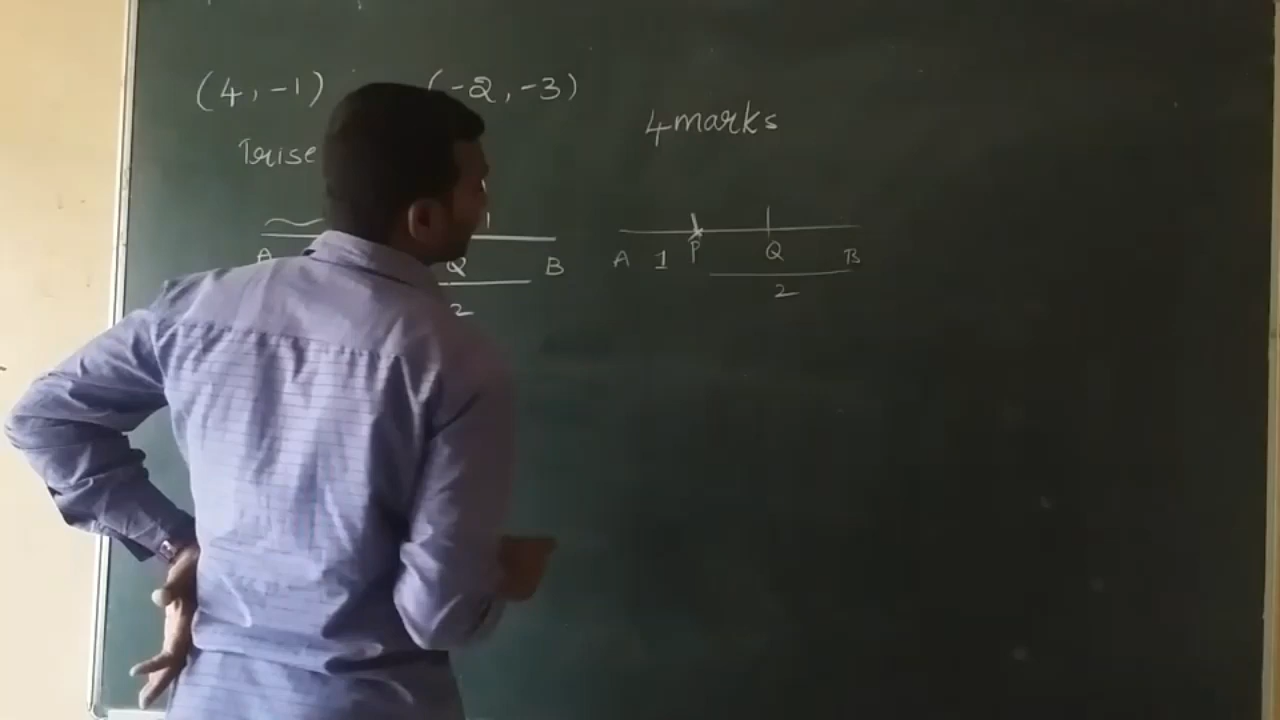 (4, -1) (-2, -3)
4marks
Trise
A Q B
2
A 1 P Q B
2